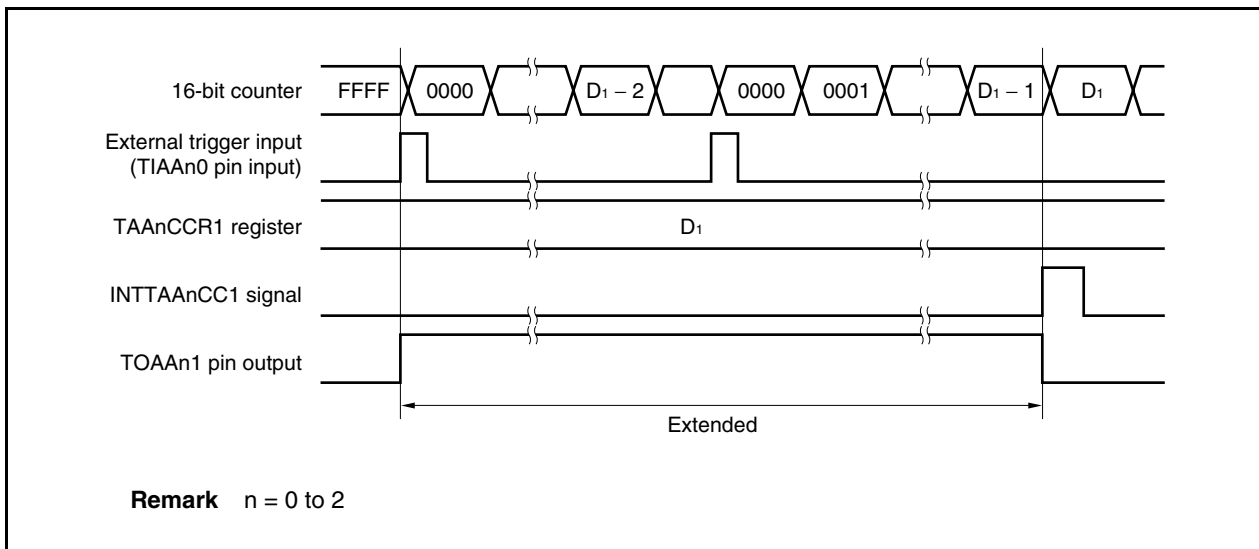 16-bit counter FFFF 0000 D1 − 2 0000 0001 D1 − 1 D1
External trigger input
(TIAAn0 pin input)
TAAnCCR1 register D1
INTTAAnCC1 signal
TOAAn1 pin output
Extended
Remark n = 0 to 2